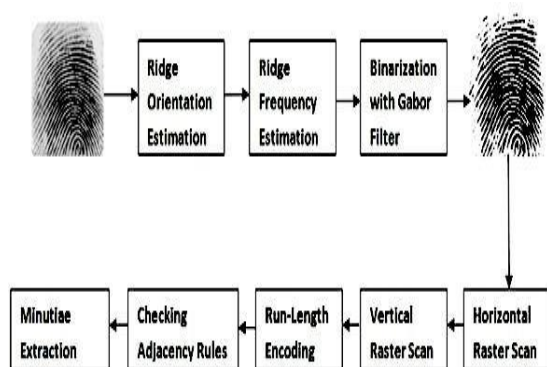 Ridge
Orientation
Estimation
Ridge
Frequency
Estimation
Binarization
with Gabor
Filter
Horizontal
Raster Scan
Vertical
Raster Scan
Run-Length
Encoding
Checking
Adjacency Rules
Minutiae
Extraction